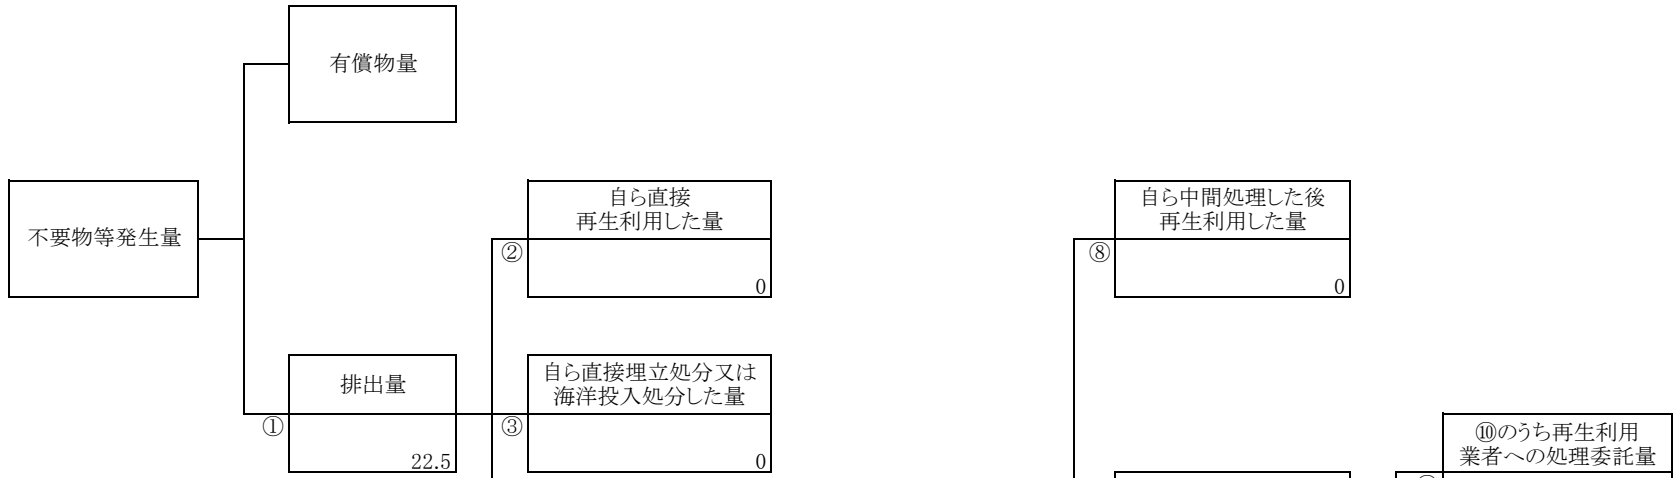 有償物量
不要物等発生量
自ら直接
再生利用した量
②
0
自ら中間処理した後
再生利用した量
⑧
0
排出量
①
22.5
自ら直接埋立処分又は
海洋投入処分した量
③
0
⑩のうち再生利用
業者への処理委託量